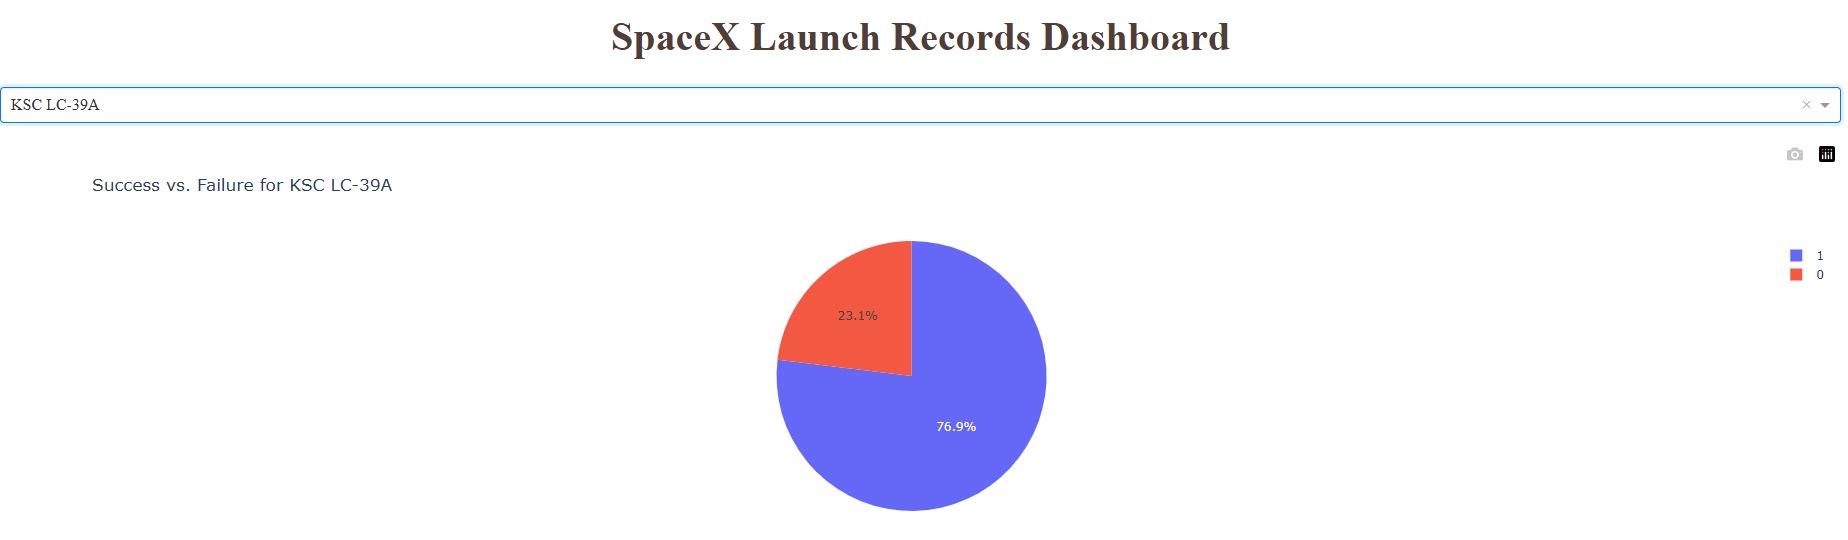 SpaceX Launch Records Dashboard
KSC LC-39A
Success vs. Failure for KSC LC-39A
1
0
23.1%
76.9%